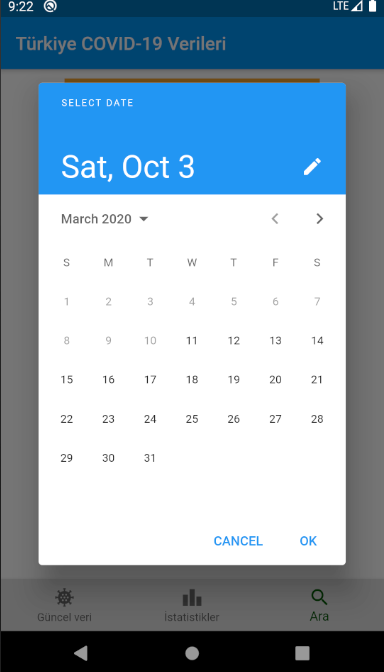 9:22 LTE
Türkiye COVID-19 Verileri
SELECT DATE
Sat, Oct 3
March 2020
S M T W T F S
1 2 3 4 5 6 7
8 9 10 11 12 13 14
15 16 17 18 19 20 21
22 23 24 25 26 27 28
29 30 31
CANCEL OK
Güncel veri İstatistikler Ara